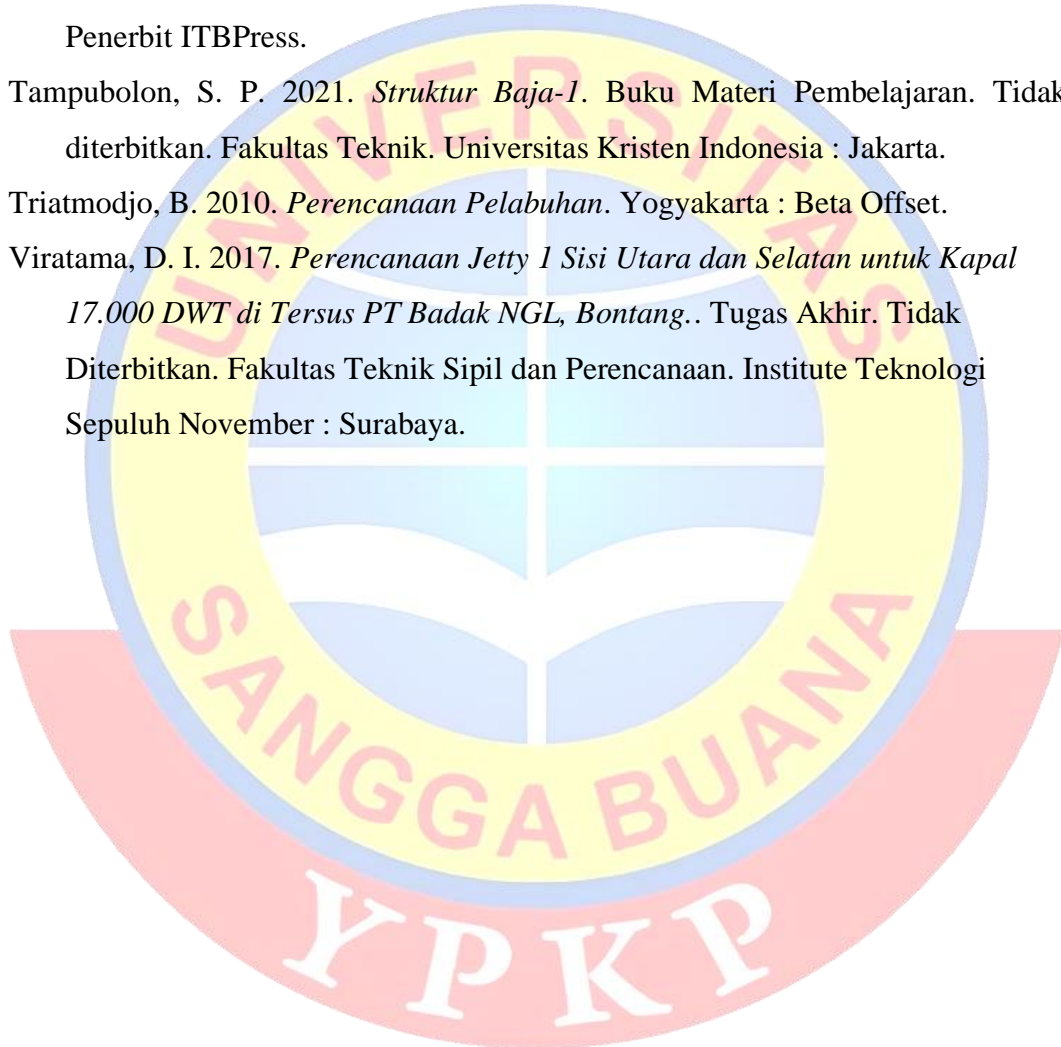 Penerbit ITBPress.
Tampubolon, S. P. 2021. Struktur Baja-1. Buku Materi Pembelajaran. Tidak
diterbitkan. Fakultas Teknik. Universitas Kristen Indonesia : Jakarta.
Triatmodjo, B. 2010. Perencanaan Pelabuhan. Yogyakarta : Beta Offset.
Viratama, D. I. 2017. Perencanaan Jetty 1 Sisi Utara dan Selatan untuk Kapal
17.000 DWT di Tersus PT Badak NGL, Bontang.. Tugas Akhir. Tidak
Diterbitkan. Fakultas Teknik Sipil dan Perencanaan. Institute Teknologi
Sepuluh November : Surabaya.
UNIVERSITAS
SANGGA BUANA
YPKP